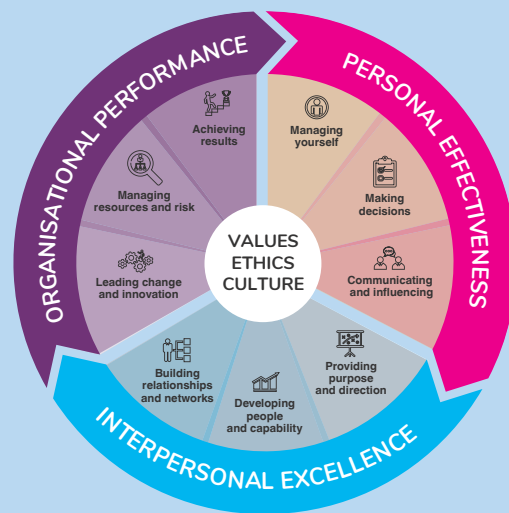 ORGANISATIONAL PERFORMANCE
PERSONAL EFFECTIVENESS
INTERPERSONAL EXCELLENCE
VALUES
ETHICS
CULTURE
Managing
yourself
Making
decisions
Communicating
and influencing
Providing
purpose
and direction
Developing
people
and capability
Building
relationships
and networks
Leading change
and innovation
Managing
resources and risk
Achieving
results